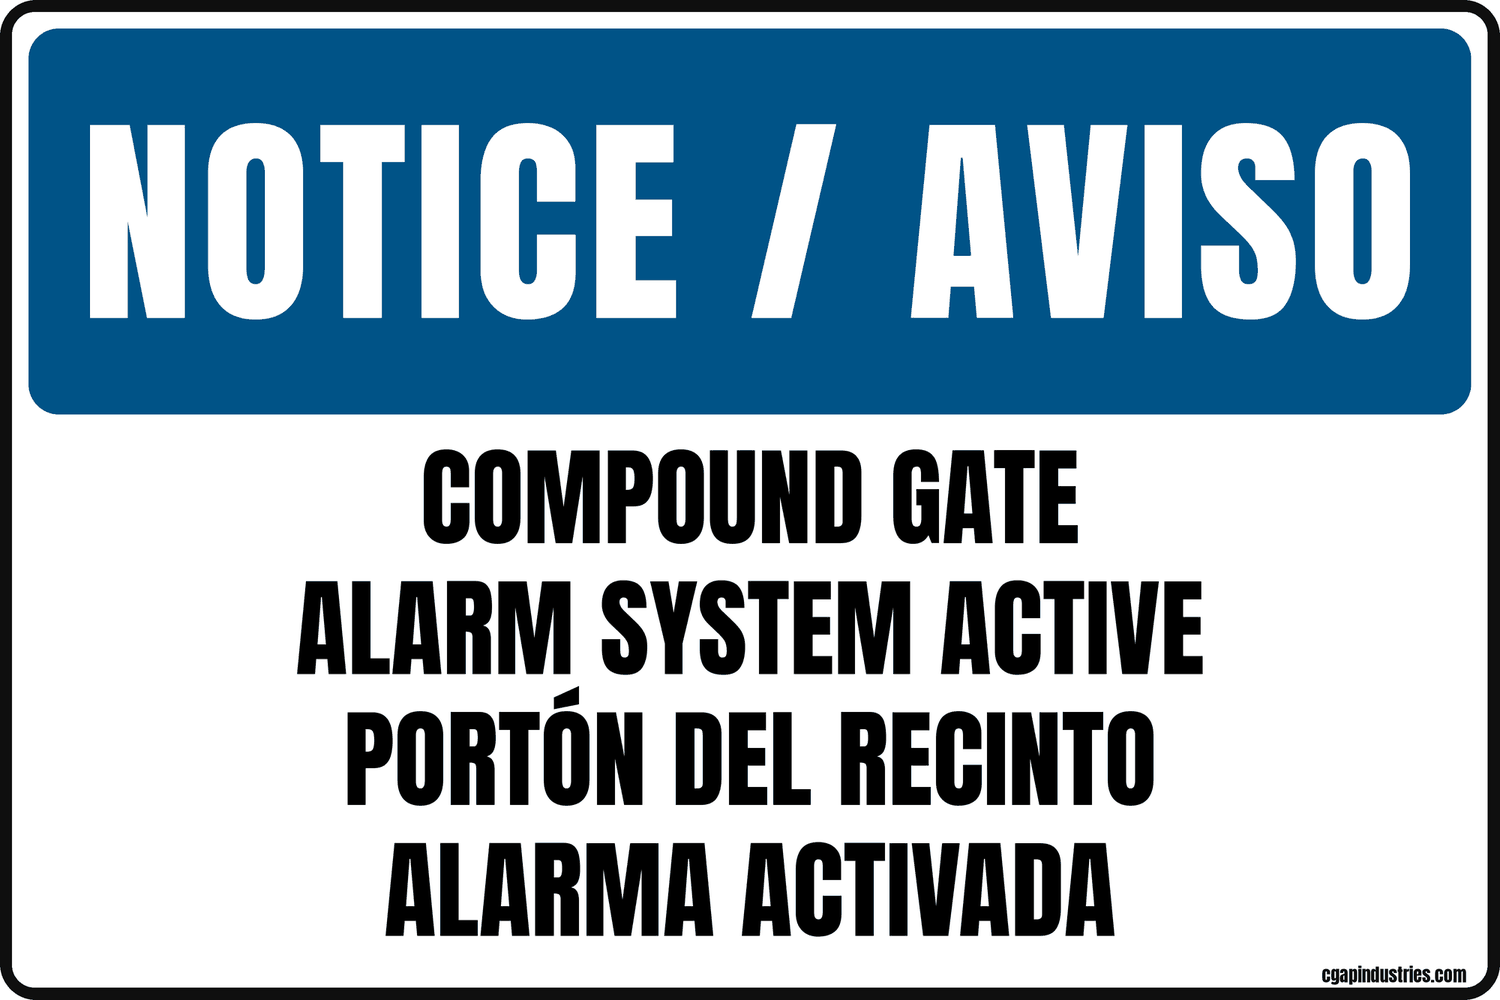 NOTICE / AVISO
COMPOUND GATE
ALARM SYSTEM ACTIVE
PORTÓN DEL RECINTO
ALARMA ACTIVADA
cgapindustries.com